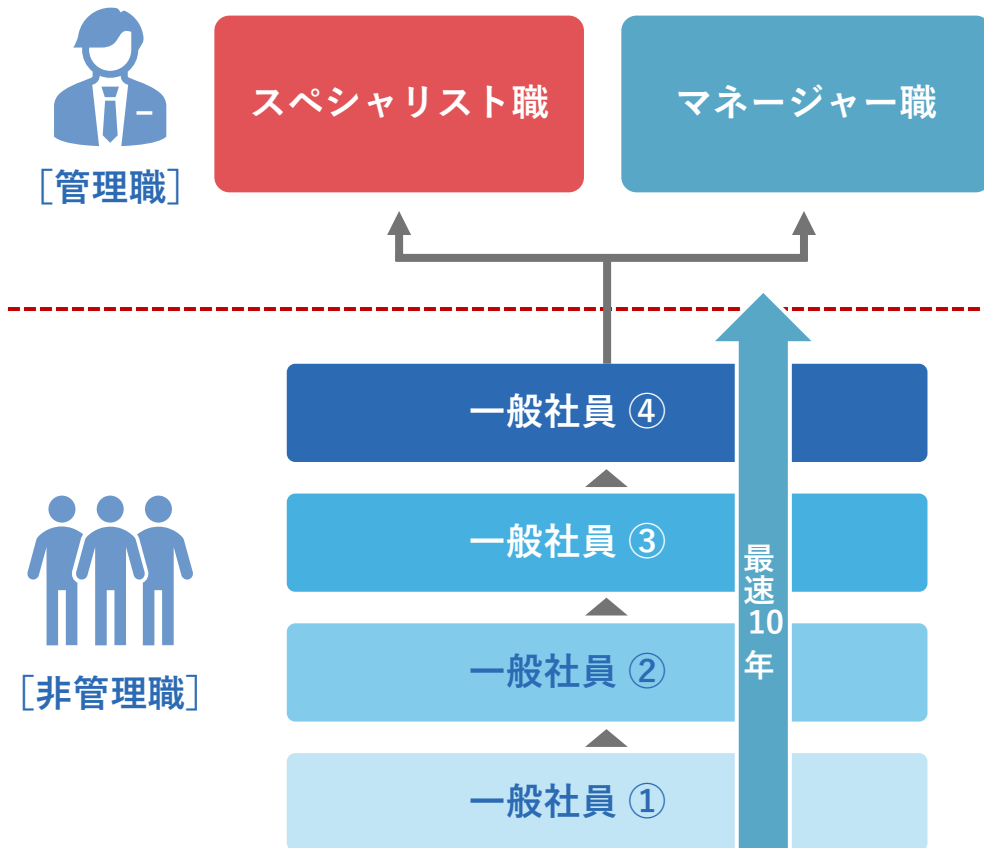 スペシャリスト職
マネージャー職
［管理職］
一般社員 ④
一般社員 ③
最速10年
一般社員 ②
［非管理職］
一般社員 ①